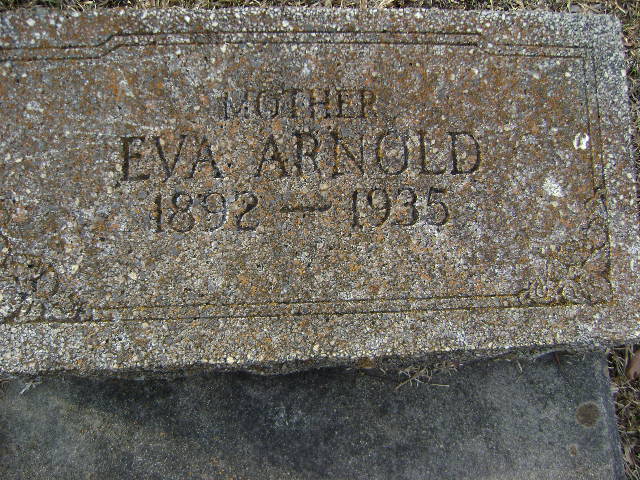 MOTHER
EVA ARNOLD
1892 — 1935